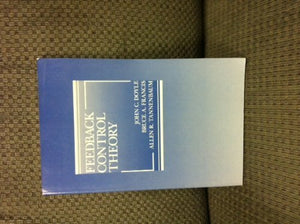 FEEDBACK
CONTROL
THEORY
JOHN C. DOYLE
BRUCE A. FRANCIS
ALLEN R. TANNENBAUM